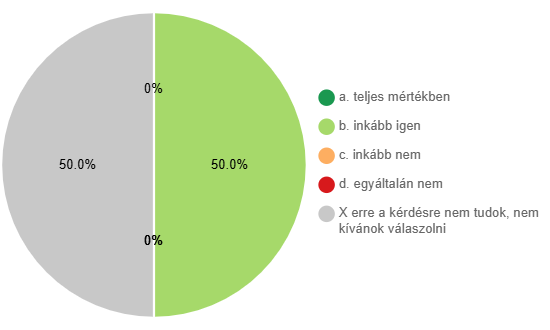 0%
50.0%
50.0%
0%
a. teljes mértékben
b. inkább igen
c. inkább nem
d. egyáltalán nem
X erre a kérdésre nem tudok, nem
kívánok válaszolni